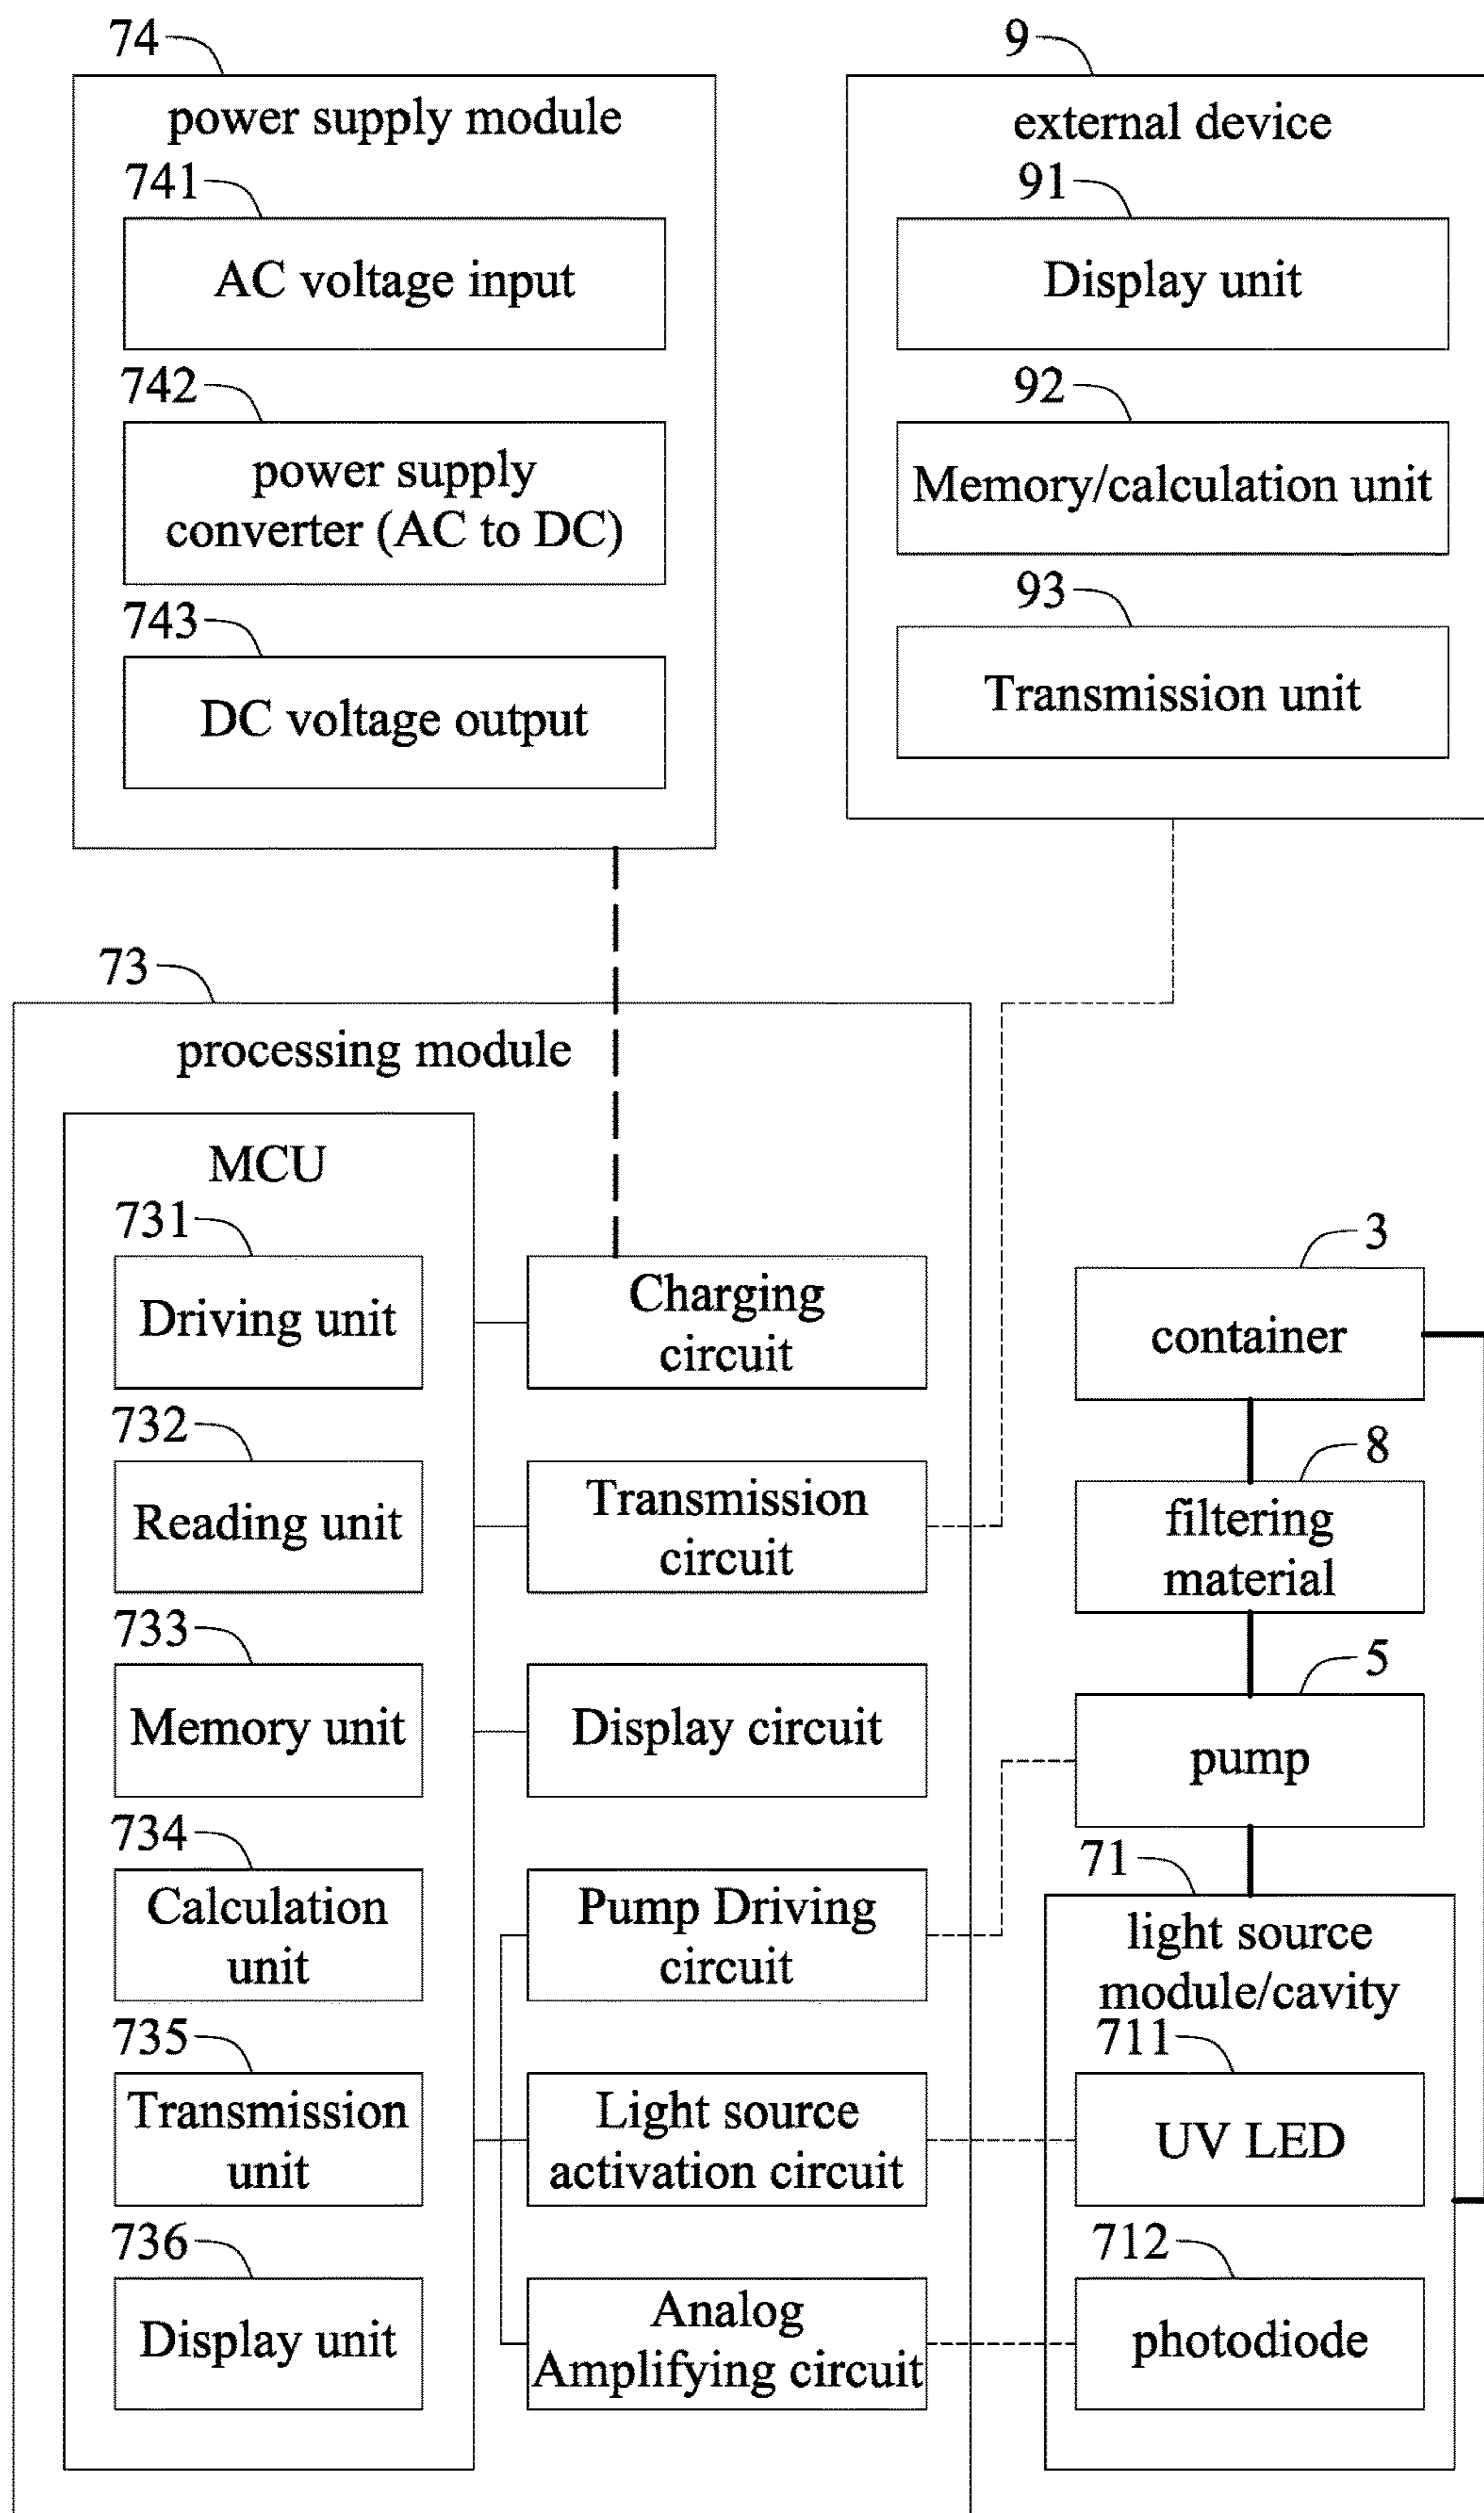 74
power supply module
741
AC voltage input
742
power supply
converter (AC to DC)
743
DC voltage output
9
external device
91
Display unit
92
Memory/calculation unit
93
Transmission unit
73
processing module
MCU
731
Driving unit
732
Reading unit
733
Memory unit
734
Calculation
unit
735
Transmission
unit
736
Display unit
Charging
circuit
Transmission
circuit
Display circuit
Pump Driving
circuit
Light source
activation circuit
Analog
Amplifying circuit
3
container
8
filtering
material
5
pump
71
light source
module/cavity
711
UV LED
712
photodiode